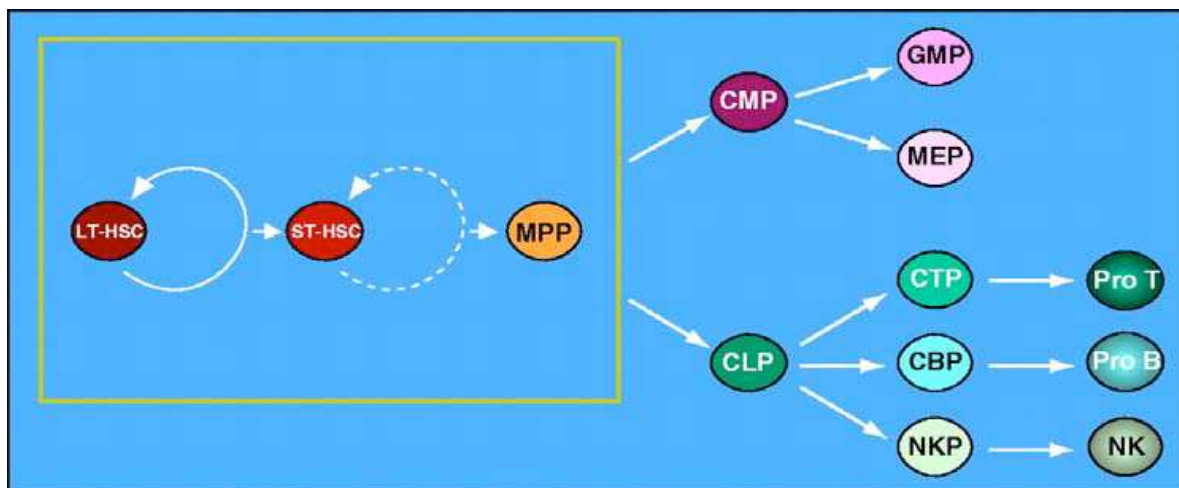 GMP
CMP
MEP
LT-HSC
ST-HSC
MPP
CTP
Pro T
CLP
CBP
Pro B
NKP
NK